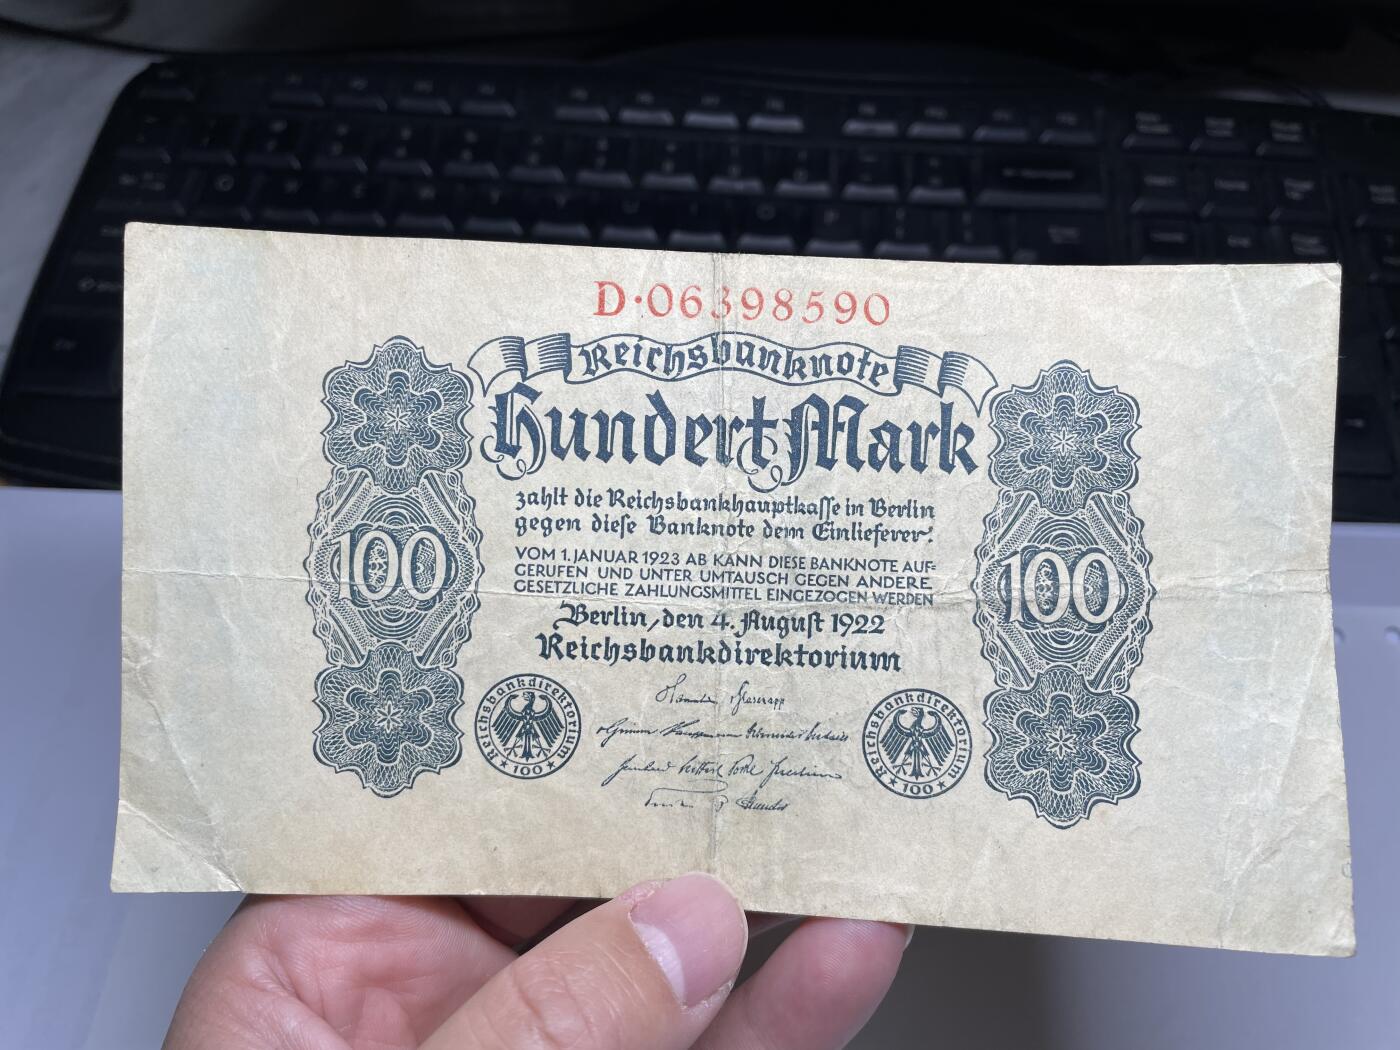 D·06398590
Reichsbanknote
Hundert Mark
zahlt die Reichsbankhauptkasse in Berlin
gegen diese Banknote dem Einlieferer.
VOM 1. JANUAR 1923 AB KANN DIESE BANKNOTE AUF=
GERUFEN UND UNTER UMTAUSCH GEGEN ANDERE
GESETZLICHE ZAHLUNGSMITTEL EINGEZOGEN WERDEN
100
100
Berlin, den 4. August 1922
Reichsbankdirektorium
Reichsbankdirektorium
★ 100 ★
Reichsbankdirektorium
★ 100 ★